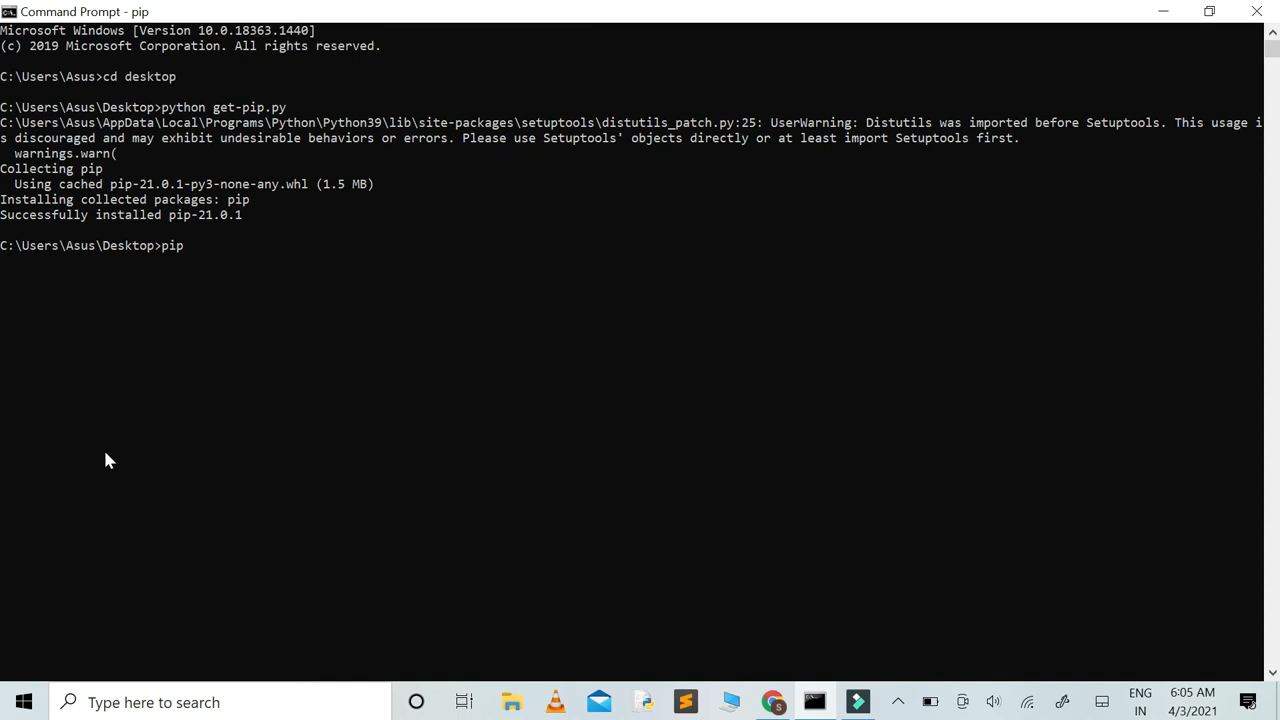 Command Prompt - pip
Microsoft Windows [Version 10.0.18363.1440]
(c) 2019 Microsoft Corporation. All rights reserved.
C:\Users\Asus>cd desktop
C:\Users\Asus\Desktop>python get-pip.py
C:\Users\Asus\AppData\Local\Programs\Python\Python39\lib\site-packages\setuptools\distutils_patch.py:25: UserWarning: Distutils was imported before Setuptools. This usage i
s discouraged and may exhibit undesirable behaviors or errors. Please use Setuptools' objects directly or at least import Setuptools first.
  warnings.warn(
Collecting pip
  Using cached pip-21.0.1-py3-none-any.whl (1.5 MB)
Installing collected packages: pip
Successfully installed pip-21.0.1
C:\Users\Asus\Desktop>pip
Type here to search
S
ENG
IN
6:05 AM
4/3/2021